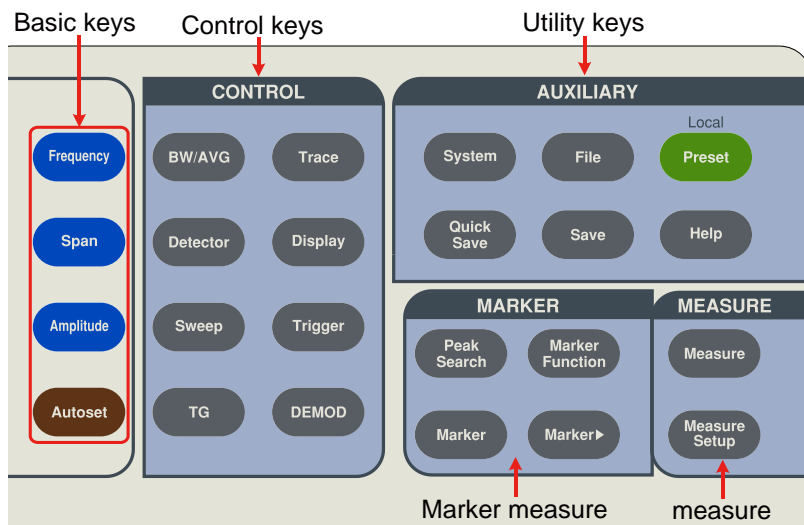 Basic keys
Control keys
Utility keys
Frequency
Span
Amplitude
Autoset
CONTROL
BW/AVG
Trace
Detector
Display
Sweep
Trigger
TG
DEMOD
AUXILIARY
Local
System
File
Preset
Quick
Save
Save
Help
MARKER
Peak
Search
Marker
Function
Marker
Marker▶
MEASURE
Measure
Measure
Setup
Marker measure
measure